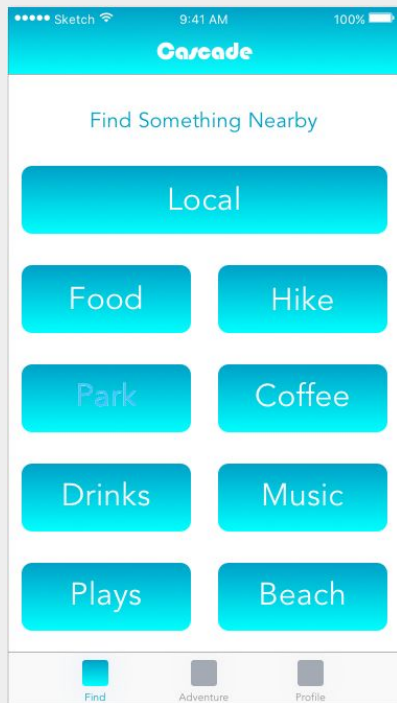 Sketch 9:41 AM 100%
Cascade
Find Something Nearby
Local
Food Hike
Park Coffee
Drinks Music
Plays Beach
Find Adventure Profile